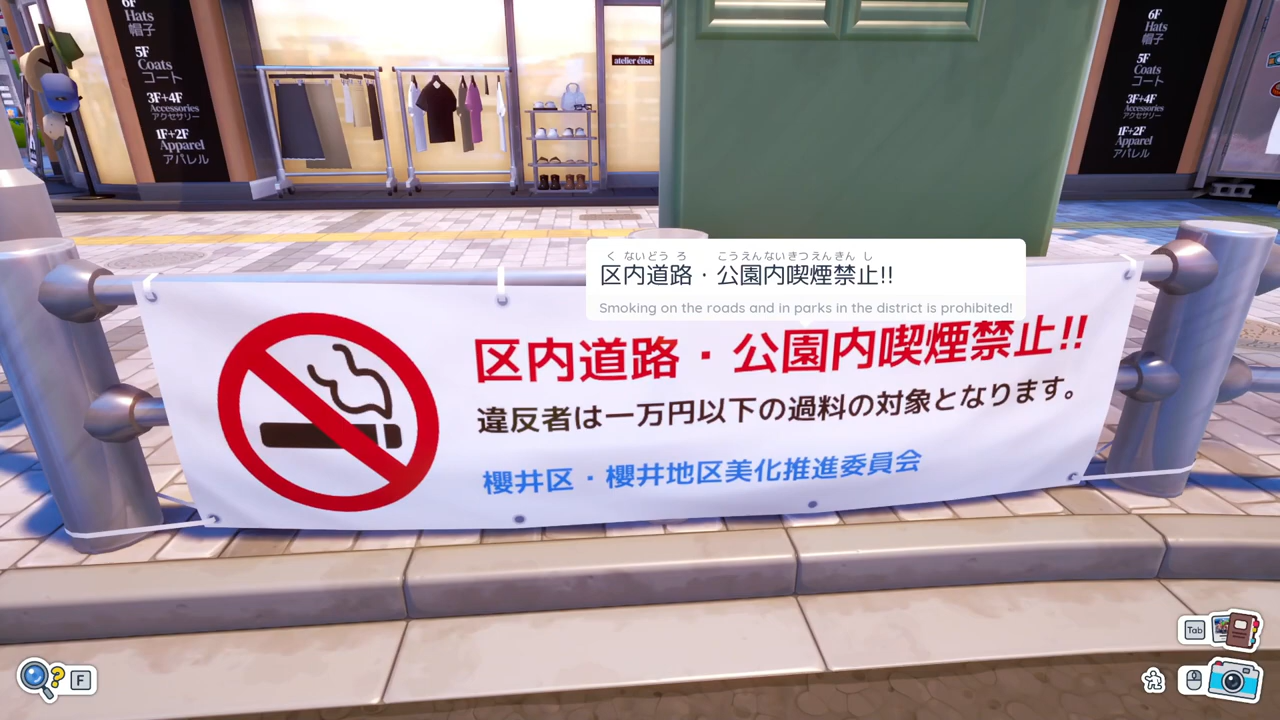 6F
Hats
帽子
5F
Coats
コート
3F+4F
Accessories
アクセサリー
1F+2F
Apparel
アパレル
atelier élise
6F
Hats
帽子
5F
Coats
コート
3F+4F
Accessories
アクセサリー
1F+2F
Apparel
アパレル
く ないどう ろ こうえんないきつえんきん し
区内道路・公園内喫煙禁止!!
Smoking on the roads and in parks in the district is prohibited!
区内道路・公園内喫煙禁止!!
違反者は一万円以下の過料の対象となります。
櫻井区・櫻井地区美化推進委員会
Tab
? F